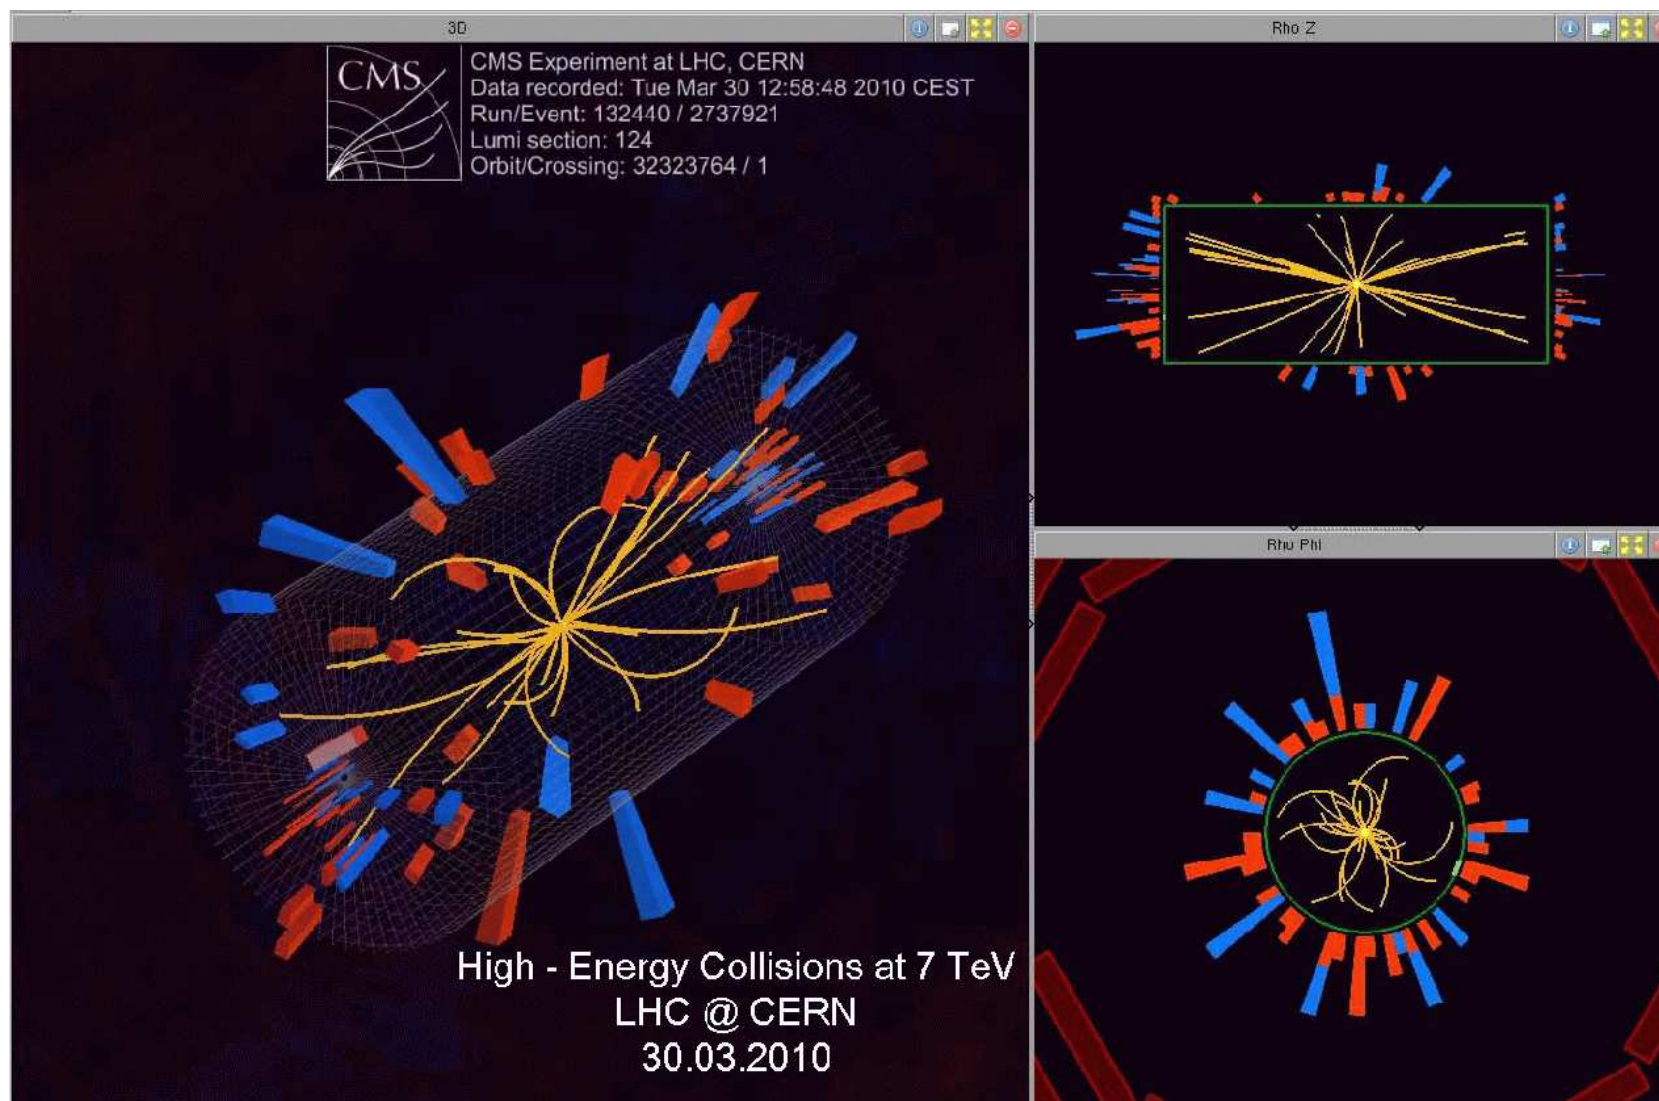 3D
CMS
CMS Experiment at LHC, CERN
Data recorded: Tue Mar 30 12:58:48 2010 CEST
Run/Event: 132440 / 2737921
Lumi section: 124
Orbit/Crossing: 32323764 / 1
High - Energy Collisions at 7 TeV
LHC @ CERN
30.03.2010
Rho Z
Rho Phi